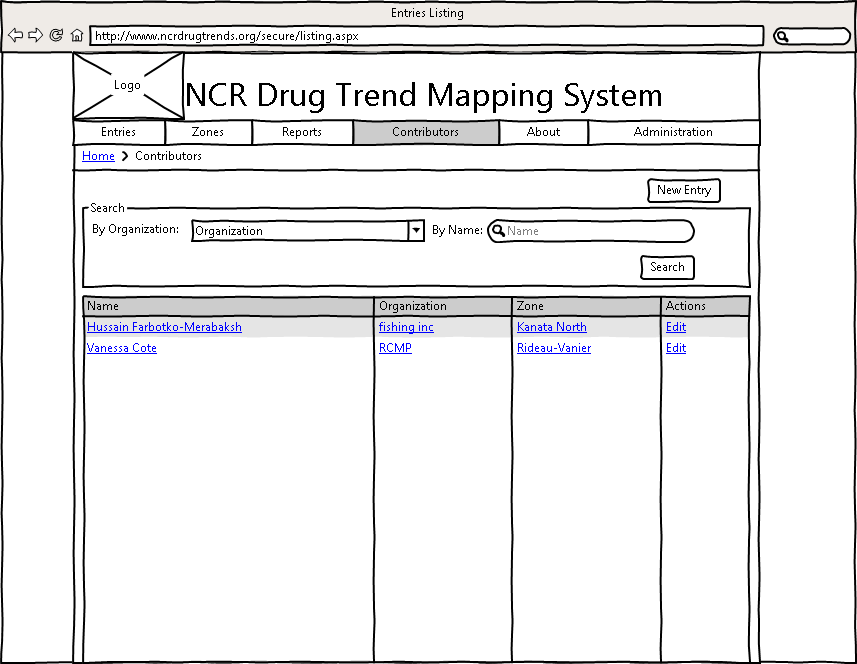 Entries Listing
http://www.ncrdrugtrends.org/secure/listing.aspx
Logo
NCR Drug Trend Mapping System
Entries Zones Reports Contributors About Administration
Home Contributors
New Entry
Search
By Organization: Organization By Name: Name
Search
Name Organization Zone Actions
Hussain Farbotko-Merabaksh fishing inc Kanata North Edit
Vanessa Cote RCMP Rideau-Vanier Edit